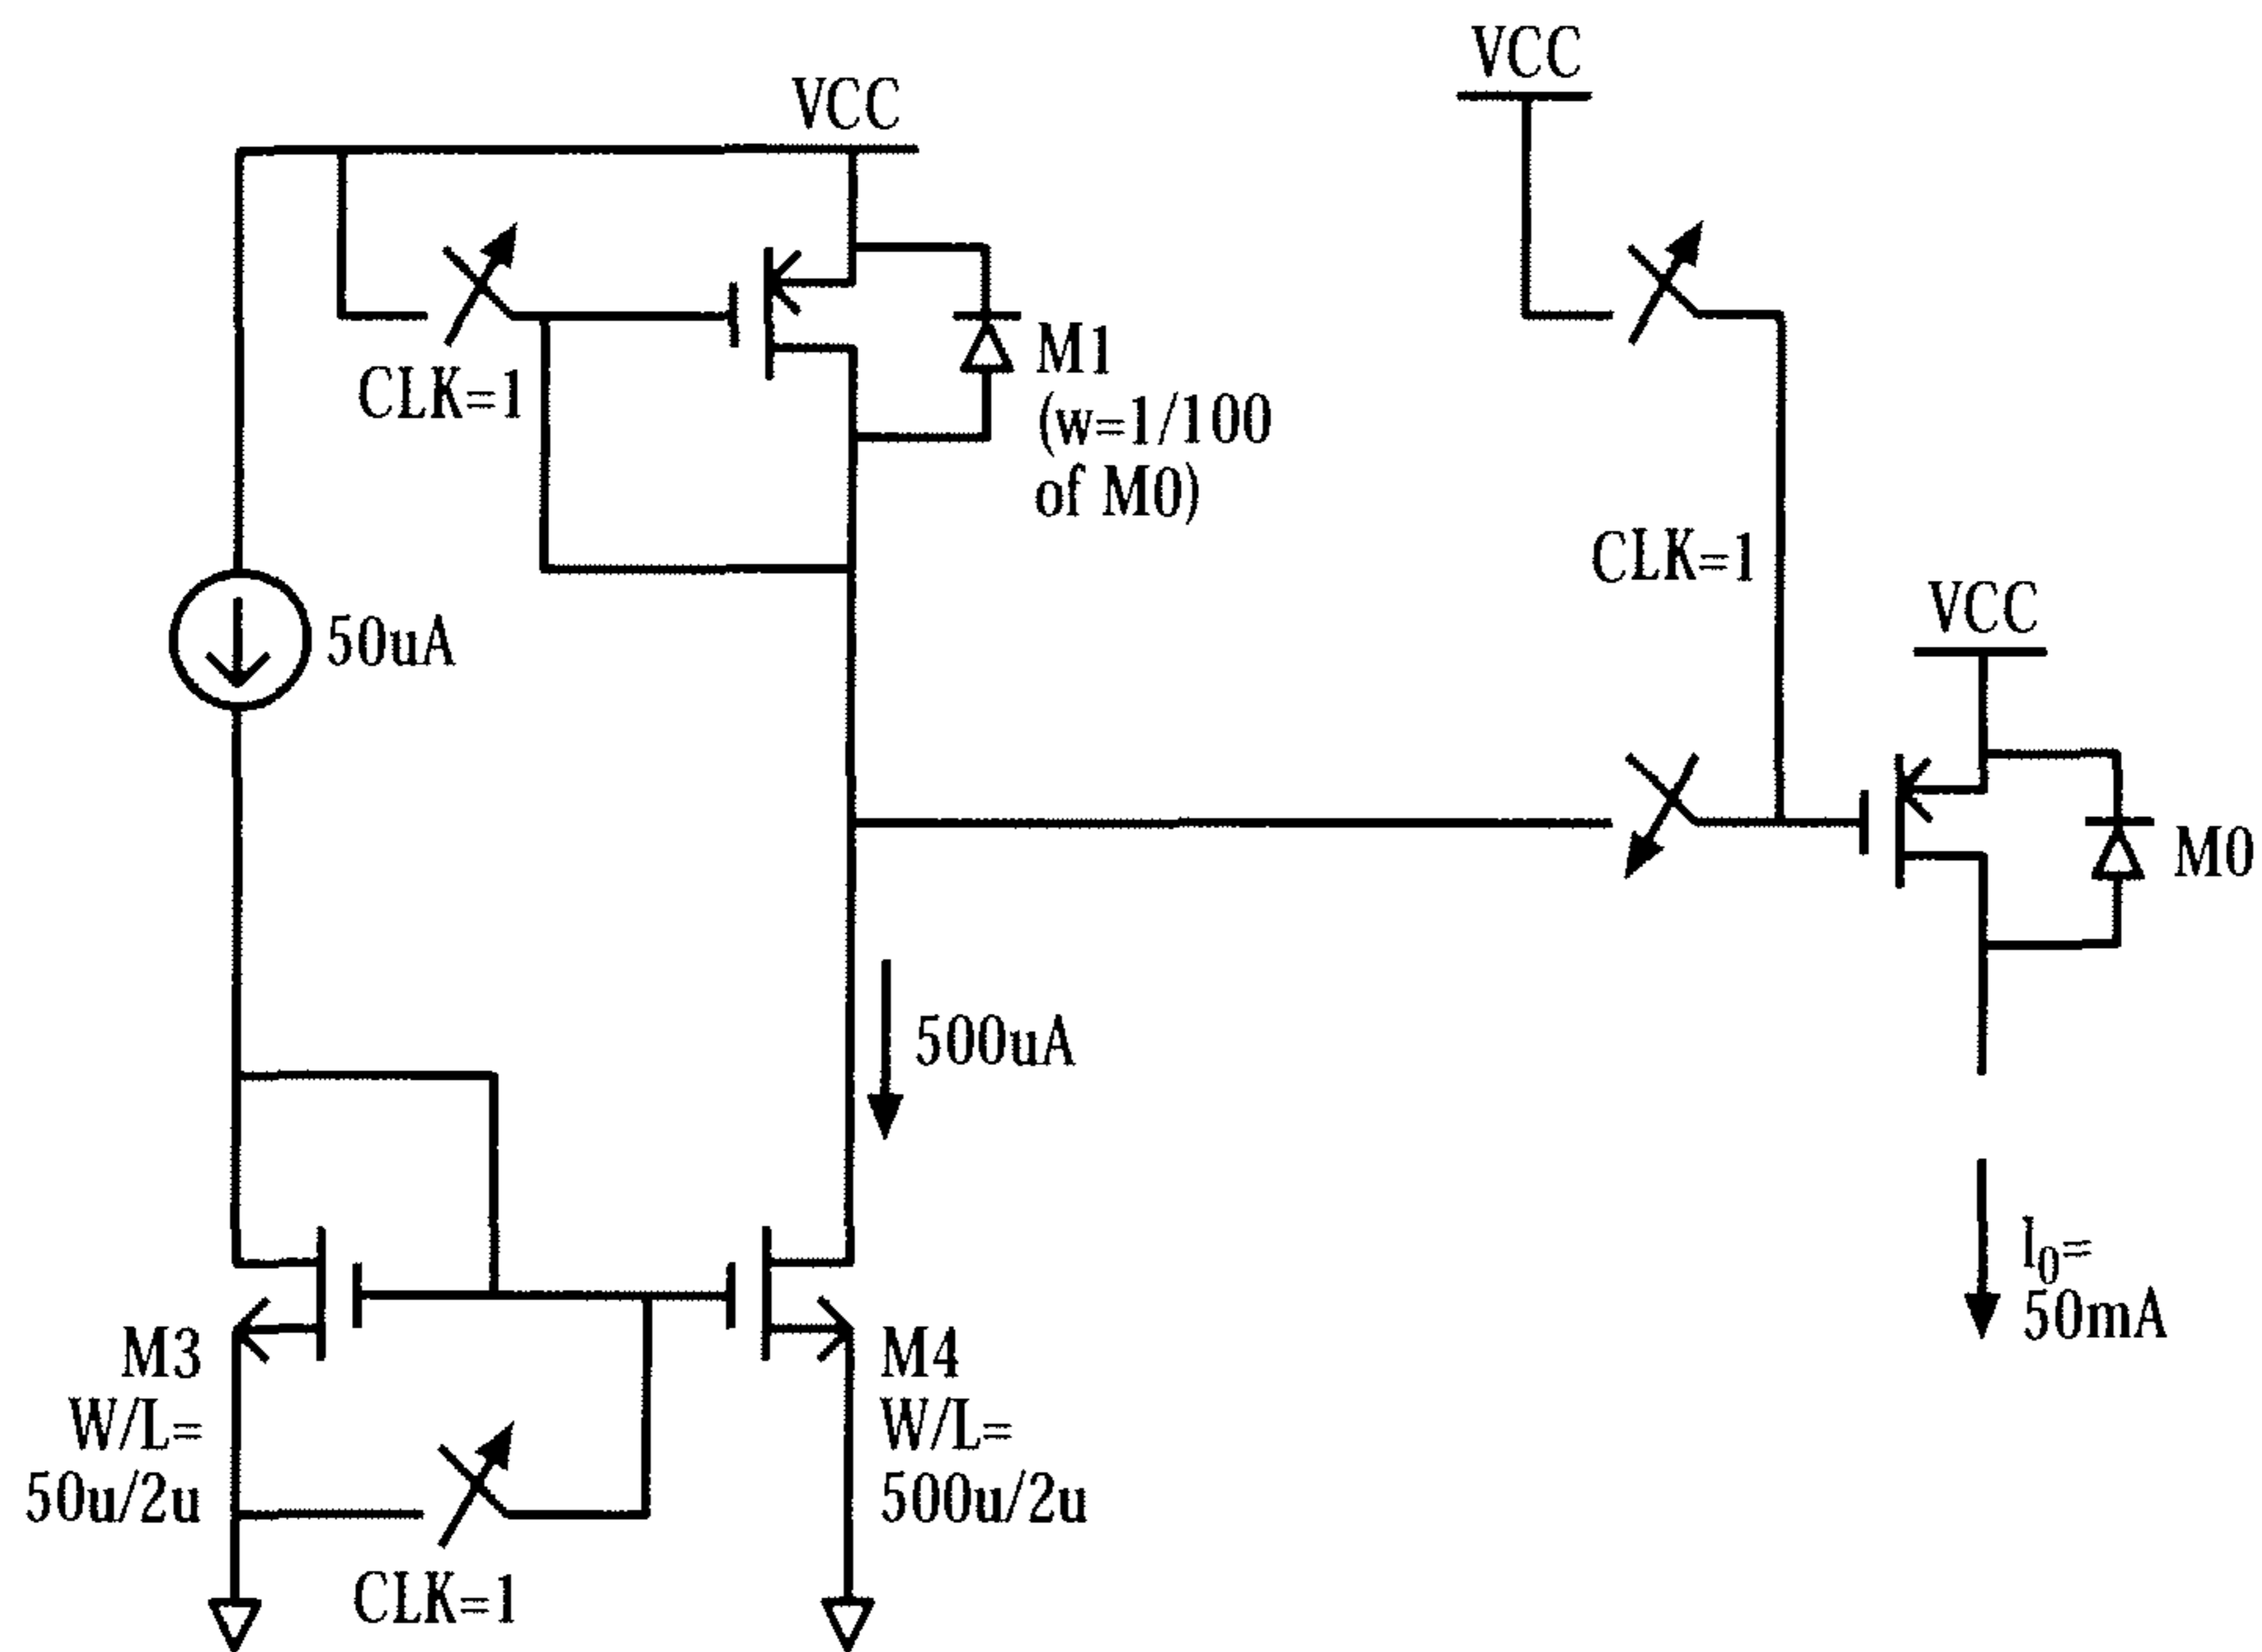 VCC
VCC
CLK=1
M1
(w=1/100
of M0)
CLK=1
VCC
50uA
M0
500uA
I₀=
50mA
M3
W/L=
50u/2u
M4
W/L=
500u/2u
CLK=1